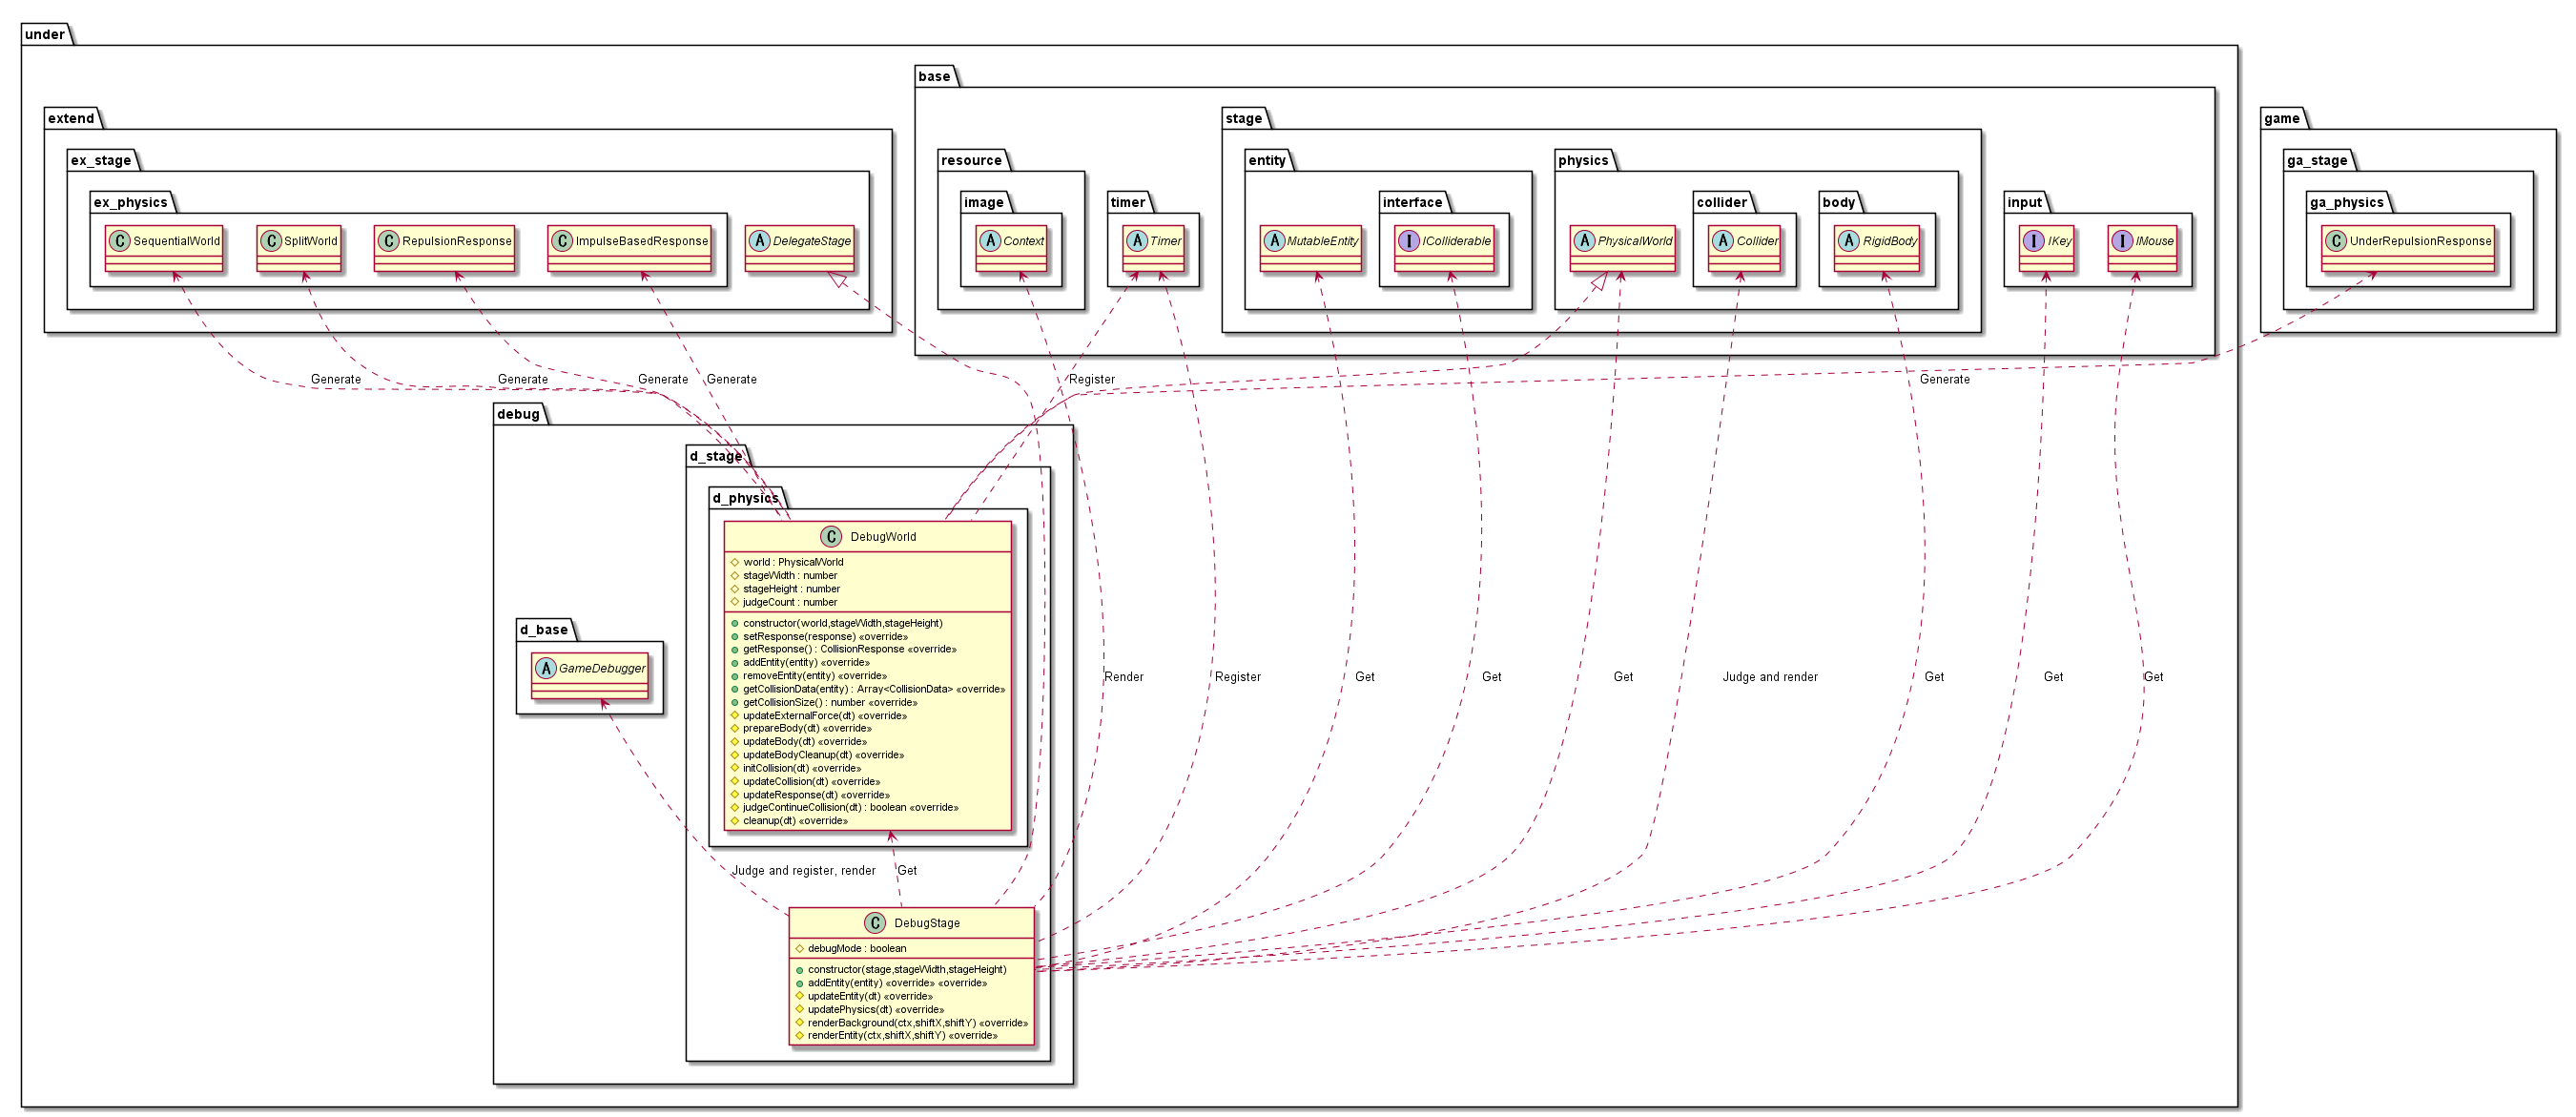 under
base
extend
stage
game
ex_stage
resource
entity
physics
ga_stage
ex_physics
image
timer
interface
collider
body
input
ga_physics
C SequentialWorld
C SplitWorld
C RepulsionResponse
C ImpulseBasedResponse
A DelegateStage
A Context
A Timer
A MutableEntity
I IColliderable
A PhysicalWorld
A Collider
A RigidBody
I IKey
I IMouse
C UnderRepulsionResponse
Generate
Generate
Generate
Generate
Register
Generate
debug
d_stage
d_physics
C DebugWorld
world : PhysicalWorld
stageWidth : number
stageHeight : number
judgeCount : number
constructor(world,stageWidth,stageHeight)
setResponse(response) «override»
getResponse() : CollisionResponse «override»
addEntity(entity) «override»
removeEntity(entity) «override»
getCollisionData(entity) : Array<CollisionData> «override»
getCollisionSize() : number «override»
updateExternalForce(dt) «override»
prepareBody(dt) «override»
updateBody(dt) «override»
updateBodyCleanup(dt) «override»
initCollision(dt) «override»
updateCollision(dt) «override»
updateResponse(dt) «override»
judgeContinueCollision(dt) : boolean «override»
cleanup(dt) «override»
d_base
A GameDebugger
Render
Register
Get
Get
Get
Judge and render
Get
Get
Get
Judge and register, render
Get
C DebugStage
debugMode : boolean
constructor(stage,stageWidth,stageHeight)
addEntity(entity) «override» «override»
updateEntity(dt) «override»
updatePhysics(dt) «override»
renderBackground(ctx,shiftX,shiftY) «override»
renderEntity(ctx,shiftX,shiftY) «override»